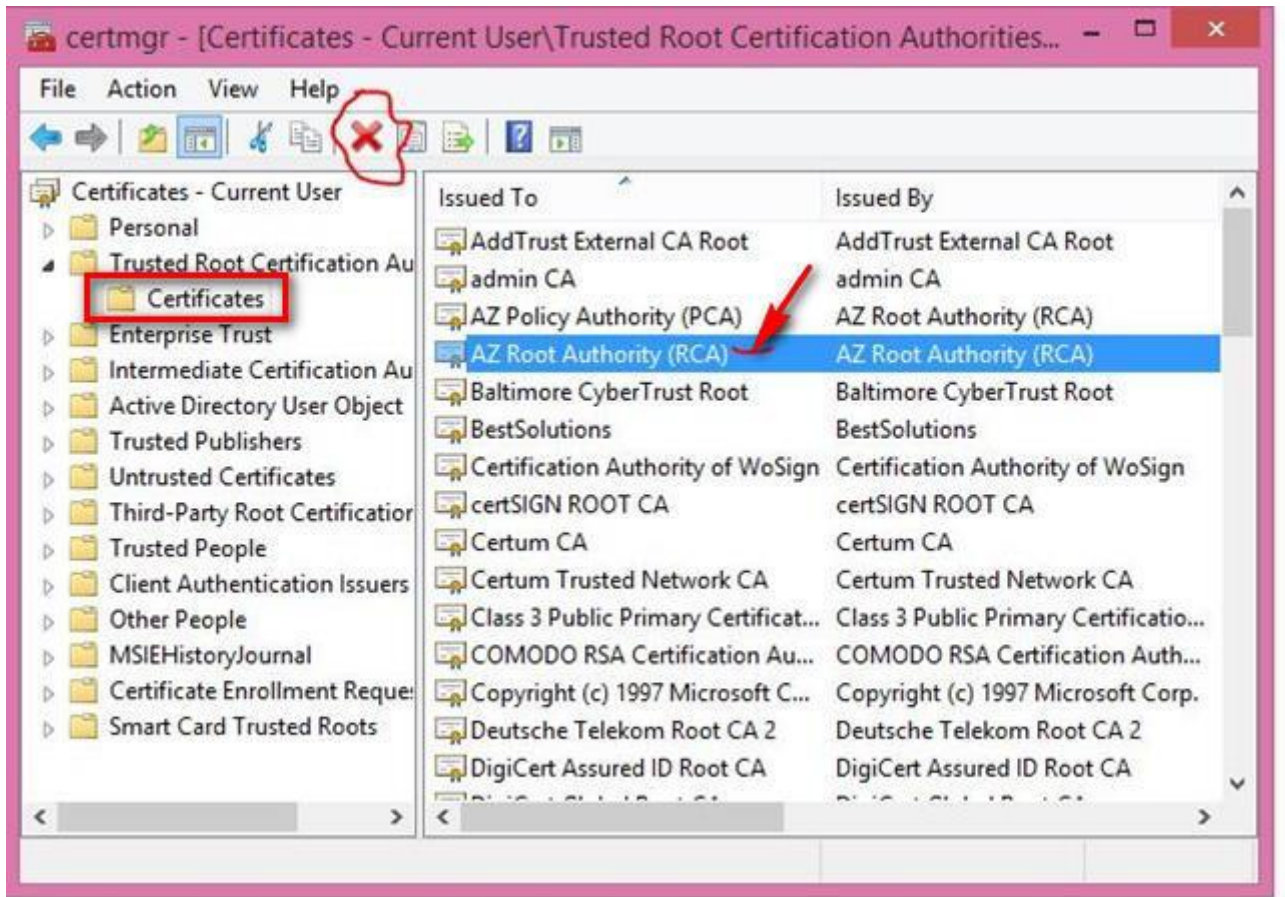 certmgr - [Certificates - Current User\Trusted Root Certification Authorities...
File Action View Help
Certificates - Current User
Personal
Trusted Root Certification Au
Certificates
Enterprise Trust
Intermediate Certification Au
Active Directory User Object
Trusted Publishers
Untrusted Certificates
Third-Party Root Certification
Trusted People
Client Authentication Issuers
Other People
MSIEHistoryJournal
Certificate Enrollment Reques
Smart Card Trusted Roots
Issued To Issued By
AddTrust External CA Root AddTrust External CA Root
admin CA admin CA
AZ Policy Authority (PCA) AZ Root Authority (RCA)
AZ Root Authority (RCA) AZ Root Authority (RCA)
Baltimore CyberTrust Root Baltimore CyberTrust Root
BestSolutions BestSolutions
Certification Authority of WoSign Certification Authority of WoSign
certSIGN ROOT CA certSIGN ROOT CA
Certum CA Certum CA
Certum Trusted Network CA Certum Trusted Network CA
Class 3 Public Primary Certificat... Class 3 Public Primary Certificatio...
COMODO RSA Certification Au... COMODO RSA Certification Auth...
Copyright (c) 1997 Microsoft C... Copyright (c) 1997 Microsoft Corp.
Deutsche Telekom Root CA 2 Deutsche Telekom Root CA 2
DigiCert Assured ID Root CA DigiCert Assured ID Root CA